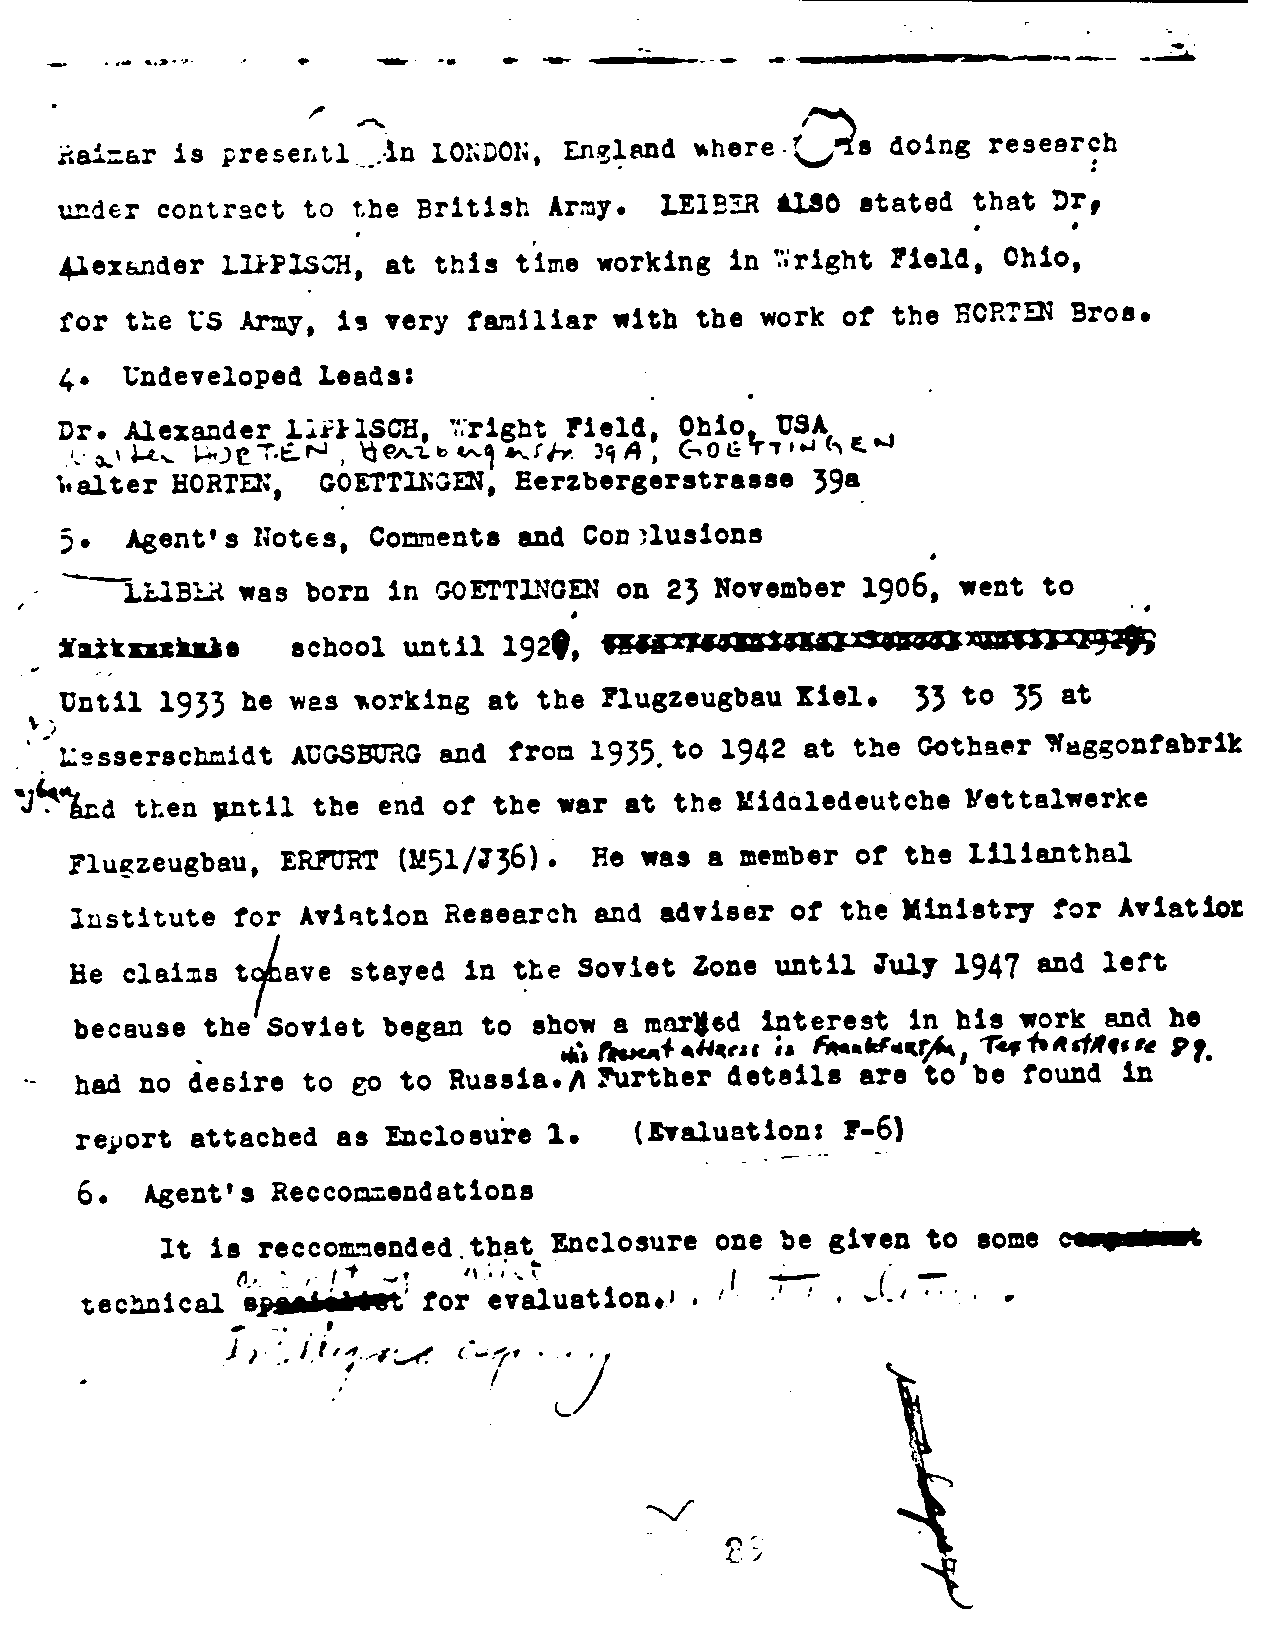 Raimar is presentl in LONDON, England where is doing research
under contract to the British Army. LEIBER ALSO stated that Dr,
Alexander LIPPISCH, at this time working in Wright Field, Ohio,
for the US Army, is very familiar with the work of the HORTEN Bros.
4. Undeveloped Leads:
Dr. Alexander LIPPISCH, Wright Field, Ohio, USA
HORTEN, 39A, GOETTINGEN
Walter HORTEN, GOETTINGEN, Herzbergerstrasse 39a
5. Agent's Notes, Comments and Conclusions
LEIBER was born in GOETTINGEN on 23 November 1906, went to
school until 1929,
Until 1933 he was working at the Flugzeugbau Kiel. 33 to 35 at
Messerschmidt AUGSBURG and from 1935 to 1942 at the Gothaer Waggonfabrik
and then until the end of the war at the Middledeutche Mettalwerke
Flugzeugbau, ERFURT (M51/J36). He was a member of the Lilianthal
Institute for Aviation Research and adviser of the Ministry for Aviation
He claims to/have stayed in the Soviet Zone until July 1947 and left
because the Soviet began to show a marked interest in his work and he
his Present address is Frankfurt/M, 89.
had no desire to go to Russia. Further details are to be found in
report attached as Enclosure 1. (Evaluation: F-6)
6. Agent's Reccommendations
It is reccommended that Enclosure one be given to some competent
technical specialist for evaluation.
Intelligence agency